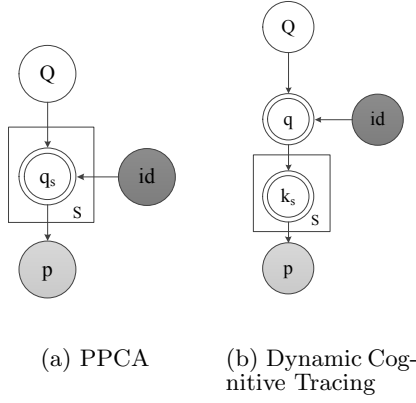 Q
q_s
id
S
p
(a) PPCA
Q
q
id
k_s
S
p
(b) Dynamic Cog-
nitive Tracing